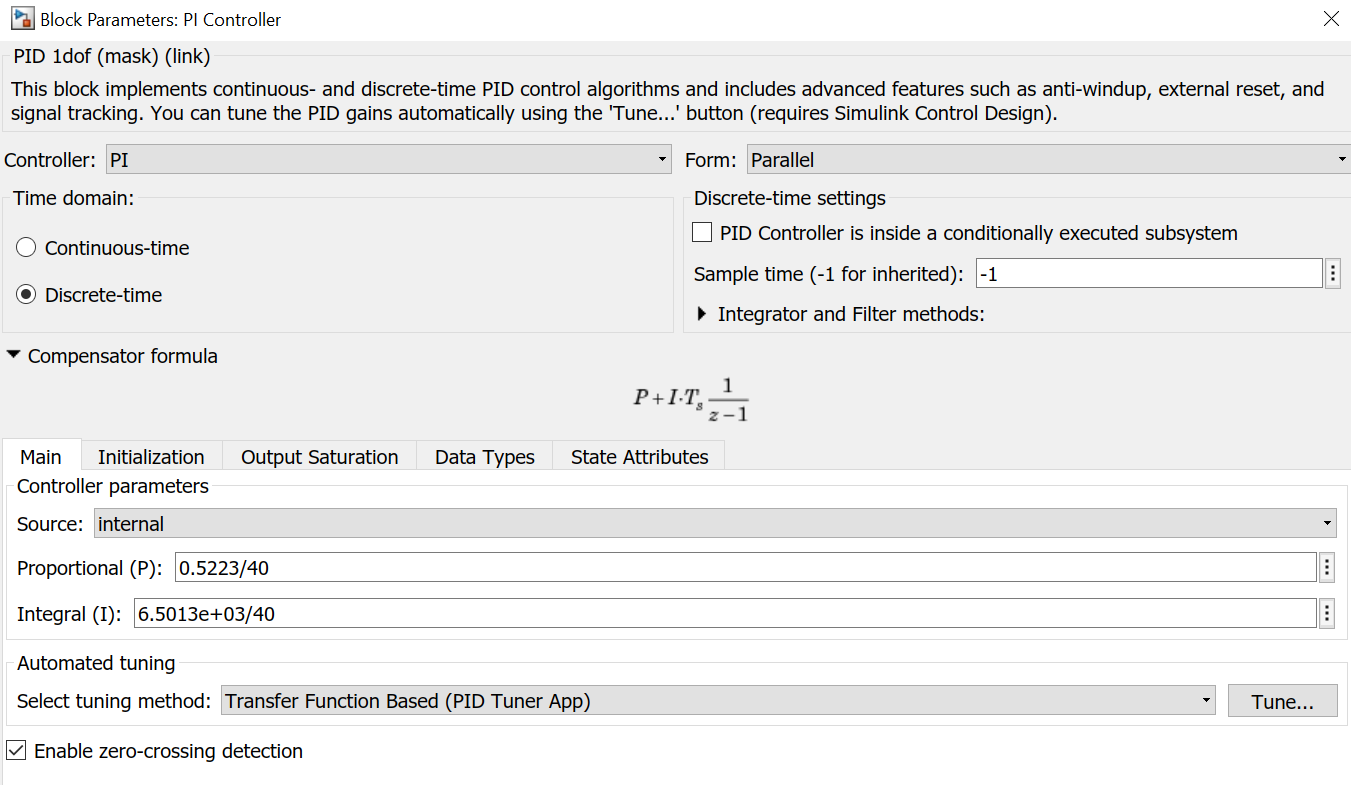 Block Parameters: PI Controller
PID 1dof (mask) (link)
This block implements continuous- and discrete-time PID control algorithms and includes advanced features such as anti-windup, external reset, and
signal tracking. You can tune the PID gains automatically using the 'Tune...' button (requires Simulink Control Design).
Controller: PI Form: Parallel
Time domain:
Continuous-time
Discrete-time
Discrete-time settings
PID Controller is inside a conditionally executed subsystem
Sample time (-1 for inherited): -1
Integrator and Filter methods:
Compensator formula
P + I·Tₛ 1/(z − 1)
Main Initialization Output Saturation Data Types State Attributes
Controller parameters
Source: internal
Proportional (P): 0.5223/40
Integral (I): 6.5013e+03/40
Automated tuning
Select tuning method: Transfer Function Based (PID Tuner App) Tune...
Enable zero-crossing detection